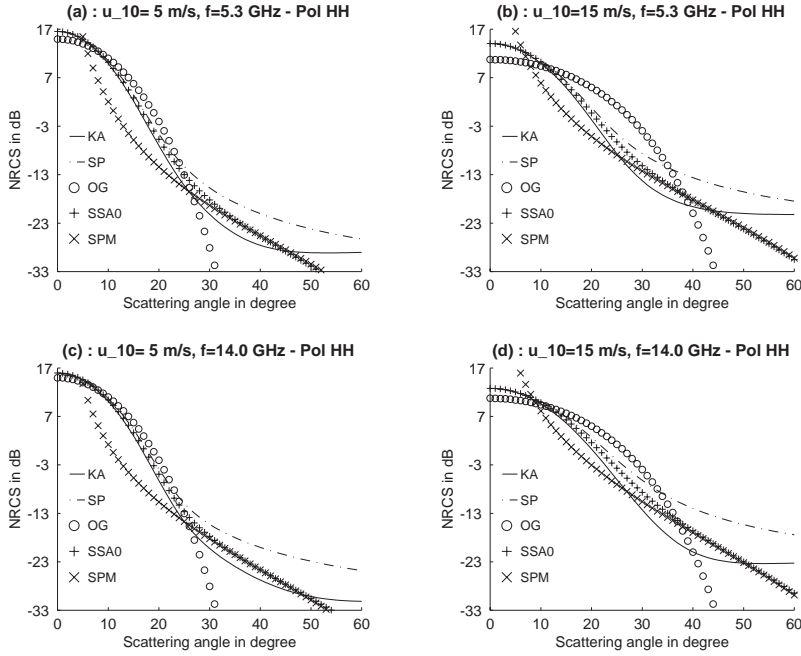 (a) : u_10= 5 m/s, f=5.3 GHz - Pol HH
17
7
-3
-13
-23
-33
NRCS in dB
KA
SP
OG
SSA0
SPM
0 10 20 30 40 50 60
Scattering angle in degree
(b) : u_10=15 m/s, f=5.3 GHz - Pol HH
17
7
-3
-13
-23
-33
NRCS in dB
KA
SP
OG
SSA0
SPM
0 10 20 30 40 50 60
Scattering angle in degree
(c) : u_10= 5 m/s, f=14.0 GHz - Pol HH
17
7
-3
-13
-23
-33
NRCS in dB
KA
SP
OG
SSA0
SPM
0 10 20 30 40 50 60
Scattering angle in degree
(d) : u_10=15 m/s, f=14.0 GHz - Pol HH
17
7
-3
-13
-23
-33
NRCS in dB
KA
SP
OG
SSA0
SPM
0 10 20 30 40 50 60
Scattering angle in degree